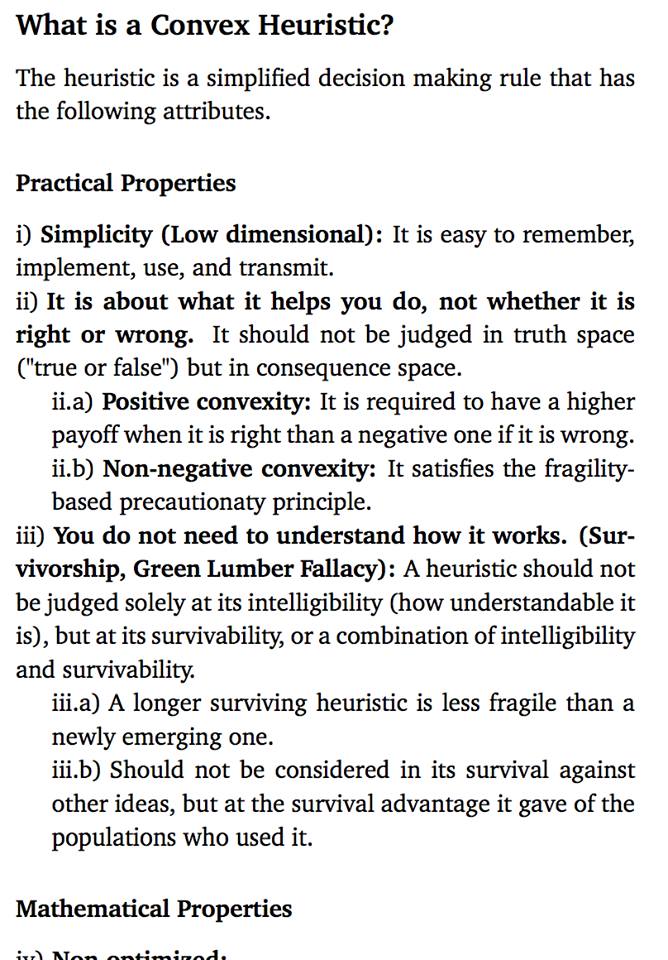 What is a Convex Heuristic?
The heuristic is a simplified decision making rule that has
the following attributes.
Practical Properties
i) Simplicity (Low dimensional): It is easy to remember,
implement, use, and transmit.
ii) It is about what it helps you do, not whether it is
right or wrong. It should not be judged in truth space
("true or false") but in consequence space.
ii.a) Positive convexity: It is required to have a higher
payoff when it is right than a negative one if it is wrong.
ii.b) Non-negative convexity: It satisfies the fragility-
based precautionaty principle.
iii) You do not need to understand how it works. (Sur-
vivorship, Green Lumber Fallacy): A heuristic should not
be judged solely at its intelligibility (how understandable it
is), but at its survivability, or a combination of intelligibility
and survivability.
iii.a) A longer surviving heuristic is less fragile than a
newly emerging one.
iii.b) Should not be considered in its survival against
other ideas, but at the survival advantage it gave of the
populations who used it.
Mathematical Properties
iv) Non-optimized: